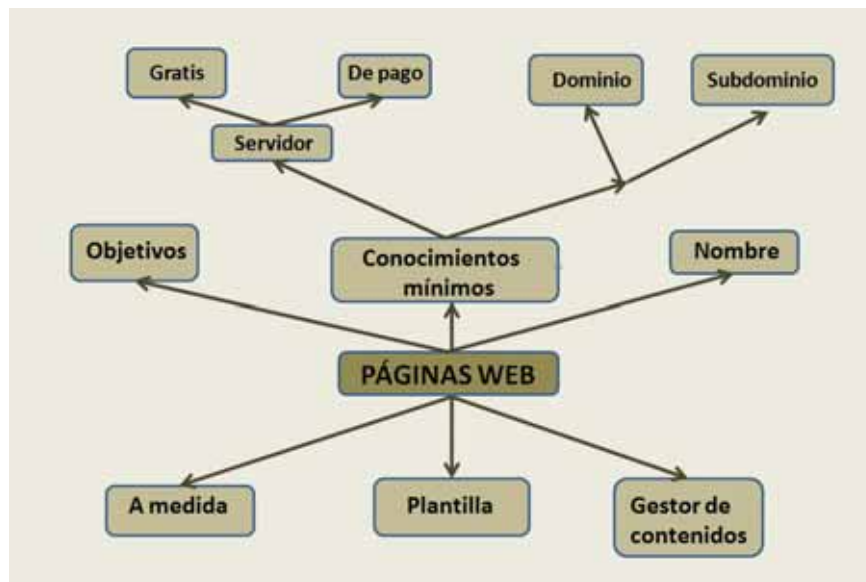 Gratis
De pago
Dominio
Subdominio
Servidor
Objetivos
Conocimientos
mínimos
Nombre
PÁGINAS WEB
A medida
Plantilla
Gestor de
contenidos